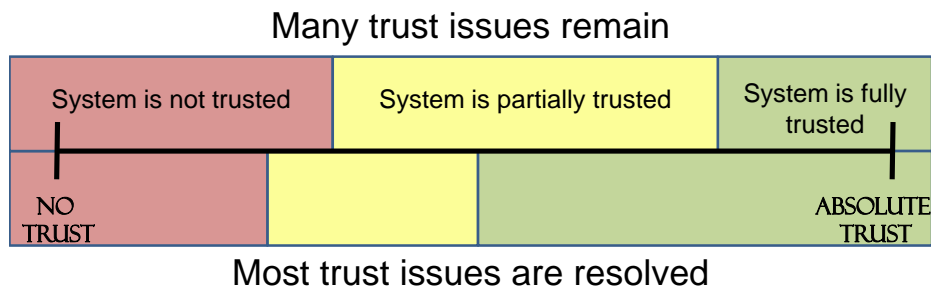 Many trust issues remain
System is not trusted
System is partially trusted
System is fully
trusted
NO
TRUST
ABSOLUTE
TRUST
Most trust issues are resolved